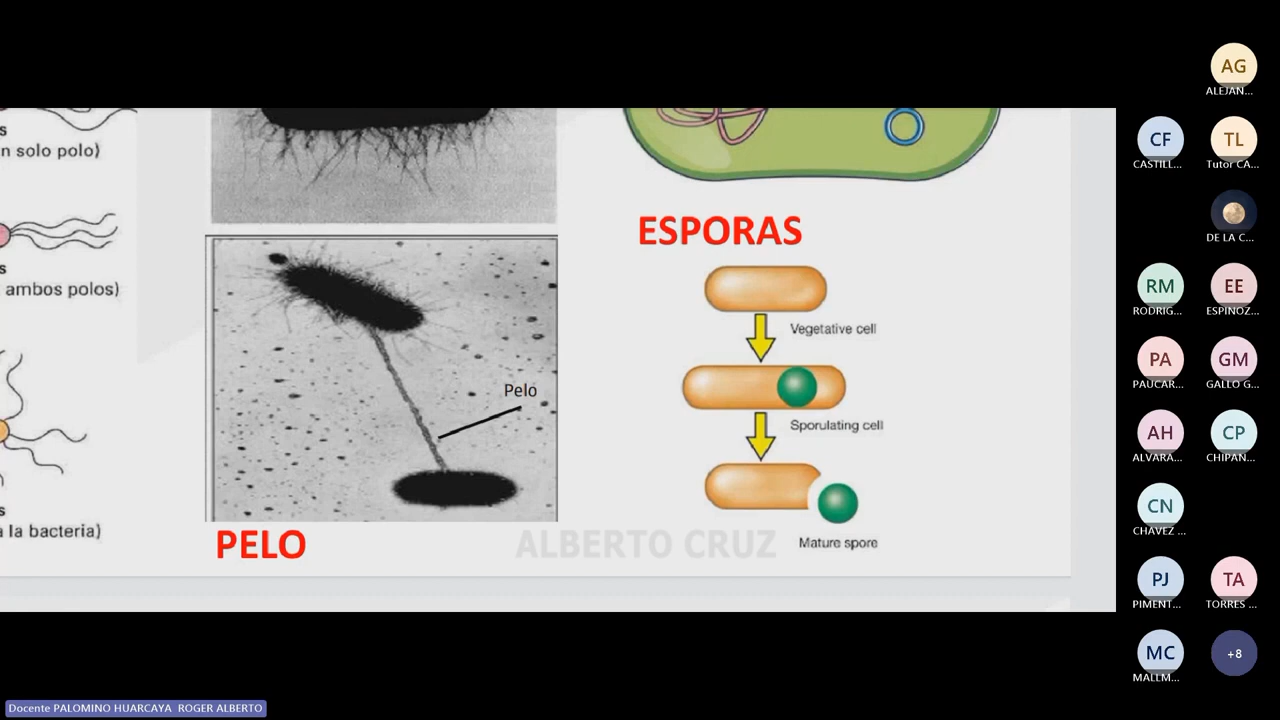 s
n solo polo)
s
ambos polos)
s
a la bacteria)
Pelo
PELO
ESPORAS
Vegetative cell
Sporulating cell
Mature spore
ALBERTO CRUZ
AG
ALEJAN...
CF
CASTILL...
TL
Tutor CA...
DE LA C...
RM
RODRIG...
EE
ESPINOZ...
PA
PAUCAR...
GM
GALLO G...
AH
ALVARA...
CP
CHIPAN...
CN
CHAVEZ ...
PJ
PIMENT...
TA
TORRES ...
MC
MALLM...
+8
Docente PALOMINO HUARCAYA ROGER ALBERTO